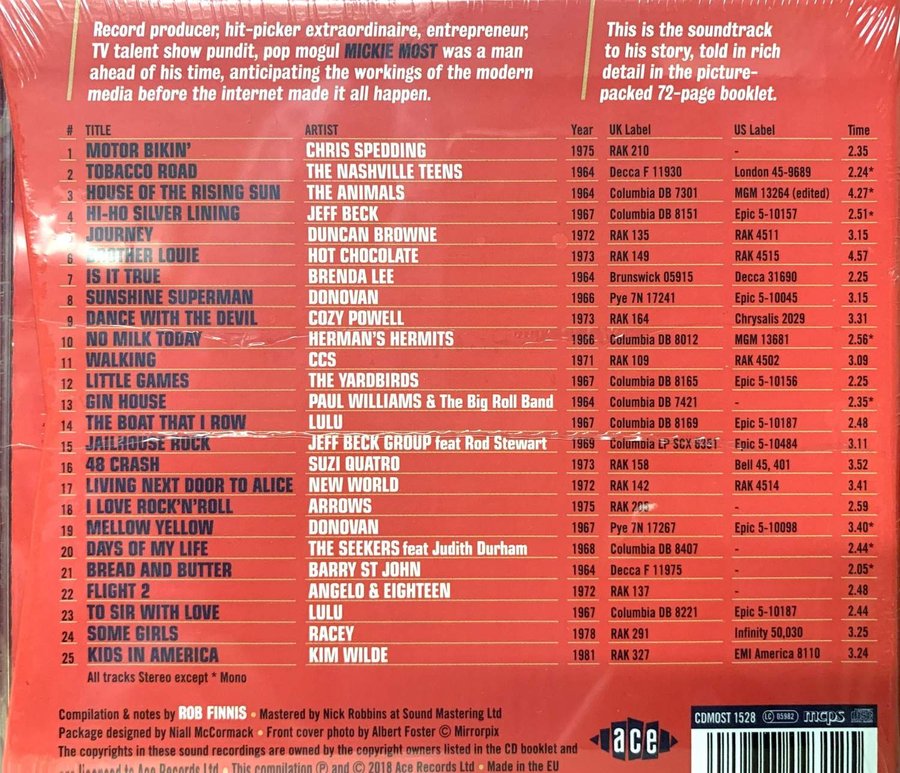 Record producer, hit-picker extraordinaire, entrepreneur,
TV talent show pundit, pop mogul MICKIE MOST was a man
ahead of his time, anticipating the workings of the modern
media before the internet made it all happen.
This is the soundtrack
to his story, told in rich
detail in the picture-
packed 72-page booklet.
# TITLE ARTIST Year UK Label US Label Time
1 MOTOR BIKIN' CHRIS SPEDDING 1975 RAK 210 - 2.35
2 TOBACCO ROAD THE NASHVILLE TEENS 1964 Decca F 11930 London 45-9689 2.24*
3 HOUSE OF THE RISING SUN THE ANIMALS 1964 Columbia DB 7301 MGM 13264 (edited) 4.27*
4 HI-HO SILVER LINING JEFF BECK 1967 Columbia DB 8151 Epic 5-10157 2.51*
5 JOURNEY DUNCAN BROWNE 1972 RAK 135 RAK 4511 3.15
6 BROTHER LOUIE HOT CHOCOLATE 1973 RAK 149 RAK 4515 4.57
7 IS IT TRUE BRENDA LEE 1964 Brunswick 05915 Decca 31690 2.25
8 SUNSHINE SUPERMAN DONOVAN 1966 Pye 7N 17241 Epic 5-10045 3.15
9 DANCE WITH THE DEVIL COZY POWELL 1973 RAK 164 Chrysalis 2029 3.31
10 NO MILK TODAY HERMAN'S HERMITS 1966 Columbia DB 8012 MGM 13681 2.56*
11 WALKING CCS 1971 RAK 109 RAK 4502 3.09
12 LITTLE GAMES THE YARDBIRDS 1967 Columbia DB 8165 Epic 5-10156 2.25
13 GIN HOUSE PAUL WILLIAMS & The Big Roll Band 1964 Columbia DB 7421 - 2.35*
14 THE BOAT THAT I ROW LULU 1967 Columbia DB 8169 Epic 5-10187 2.48
15 JAILHOUSE ROCK JEFF BECK GROUP feat Rod Stewart 1969 Columbia LP SCX 6351 Epic 5-10484 3.11
16 48 CRASH SUZI QUATRO 1973 RAK 158 Bell 45, 401 3.52
17 LIVING NEXT DOOR TO ALICE NEW WORLD 1972 RAK 142 RAK 4514 3.41
18 I LOVE ROCK'N'ROLL ARROWS 1975 RAK 205 - 2.59
19 MELLOW YELLOW DONOVAN 1967 Pye 7N 17267 Epic 5-10098 3.40*
20 DAYS OF MY LIFE THE SEEKERS feat Judith Durham 1968 Columbia DB 8407 - 2.44*
21 BREAD AND BUTTER BARRY ST JOHN 1964 Decca F 11975 - 2.05*
22 FLIGHT 2 ANGELO & EIGHTEEN 1972 RAK 137 - 2.48
23 TO SIR WITH LOVE LULU 1967 Columbia DB 8221 Epic 5-10187 2.44
24 SOME GIRLS RACEY 1978 RAK 291 Infinity 50,030 3.25
25 KIDS IN AMERICA KIM WILDE 1981 RAK 327 EMI America 8110 3.24
All tracks Stereo except * Mono
Compilation & notes by ROB FINNIS • Mastered by Nick Robbins at Sound Mastering Ltd
Package designed by Niall McCormack • Front cover photo by Albert Foster © Mirrorpix
The copyrights in these sound recordings are owned by the copyright owners listed in the CD booklet and
are licensed to Ace Records Ltd • This compilation ℗ and © 2018 Ace Records Ltd • Made in the EU
ace
CDMOST 1528 LC 05982 mcps disc